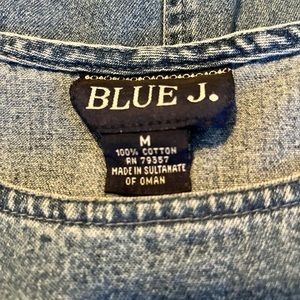 BLUE J.
M
100% COTTON
RN 79357
MADE IN SULTANATE
OF OMAN